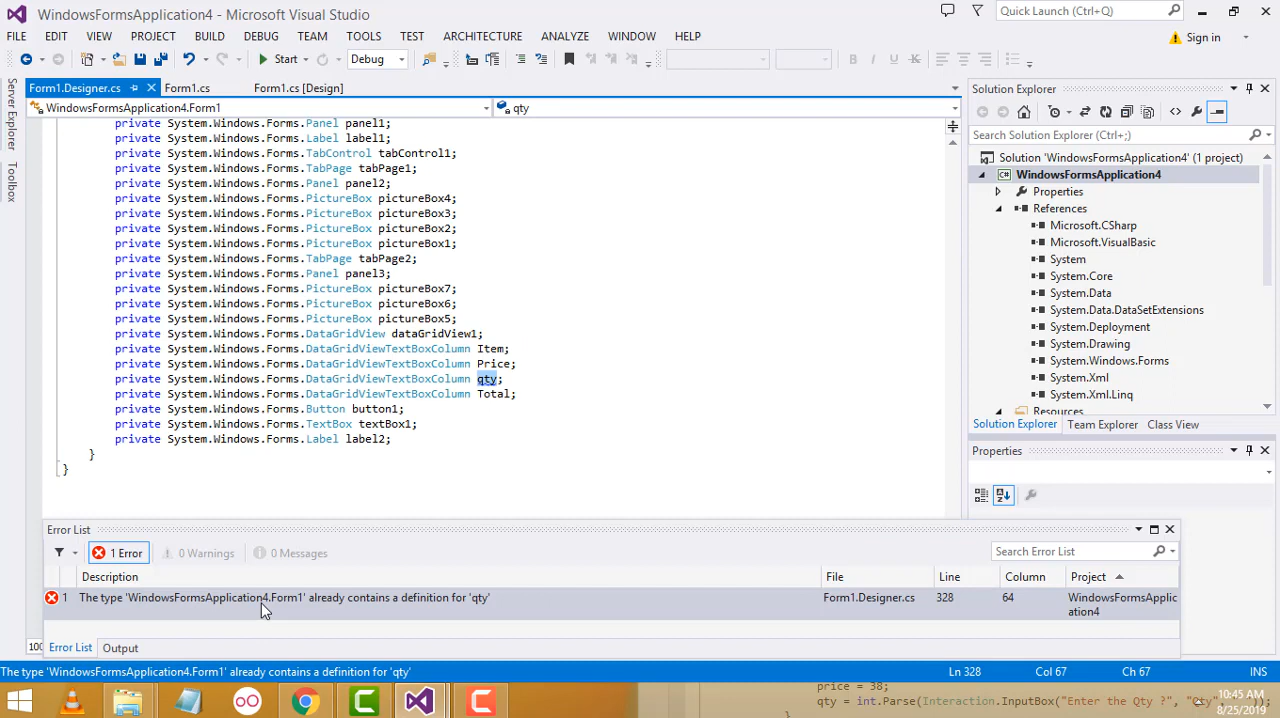 WindowsFormsApplication4 - Microsoft Visual Studio
Quick Launch (Ctrl+Q)
FILE EDIT VIEW PROJECT BUILD DEBUG TEAM TOOLS TEST ARCHITECTURE ANALYZE WINDOW HELP
Sign in
Start Debug
Server Explorer
Toolbox
Form1.Designer.cs Form1.cs Form1.cs [Design]
WindowsFormsApplication4.Form1 qty
private System.Windows.Forms.Panel panel1;
private System.Windows.Forms.Label label1;
private System.Windows.Forms.TabControl tabControl1;
private System.Windows.Forms.TabPage tabPage1;
private System.Windows.Forms.Panel panel2;
private System.Windows.Forms.PictureBox pictureBox4;
private System.Windows.Forms.PictureBox pictureBox3;
private System.Windows.Forms.PictureBox pictureBox2;
private System.Windows.Forms.PictureBox pictureBox1;
private System.Windows.Forms.TabPage tabPage2;
private System.Windows.Forms.Panel panel3;
private System.Windows.Forms.PictureBox pictureBox7;
private System.Windows.Forms.PictureBox pictureBox6;
private System.Windows.Forms.PictureBox pictureBox5;
private System.Windows.Forms.DataGridView dataGridView1;
private System.Windows.Forms.DataGridViewTextBoxColumn Item;
private System.Windows.Forms.DataGridViewTextBoxColumn Price;
private System.Windows.Forms.DataGridViewTextBoxColumn qty;
private System.Windows.Forms.DataGridViewTextBoxColumn Total;
private System.Windows.Forms.Button button1;
private System.Windows.Forms.TextBox textBox1;
private System.Windows.Forms.Label label2;
}
}
Solution Explorer
Search Solution Explorer (Ctrl+;)
Solution 'WindowsFormsApplication4' (1 project)
C# WindowsFormsApplication4
Properties
References
Microsoft.CSharp
Microsoft.VisualBasic
System
System.Core
System.Data
System.Data.DataSetExtensions
System.Deployment
System.Drawing
System.Windows.Forms
System.Xml
System.Xml.Linq
Resources
Solution Explorer Team Explorer Class View
Properties
Error List
1 Error 0 Warnings 0 Messages
Search Error List
Description File Line Column Project
1 The type 'WindowsFormsApplication4.Form1' already contains a definition for 'qty' Form1.Designer.cs 328 64 WindowsFormsApplic
ation4
100
Error List Output
The type 'WindowsFormsApplication4.Form1' already contains a definition for 'qty' Ln 328 Col 67 Ch 67 INS
price = 38;
qty = int.Parse(Interaction.InputBox("Enter the Qty ?", "Qty"
}
10:45 AM
8/25/2019